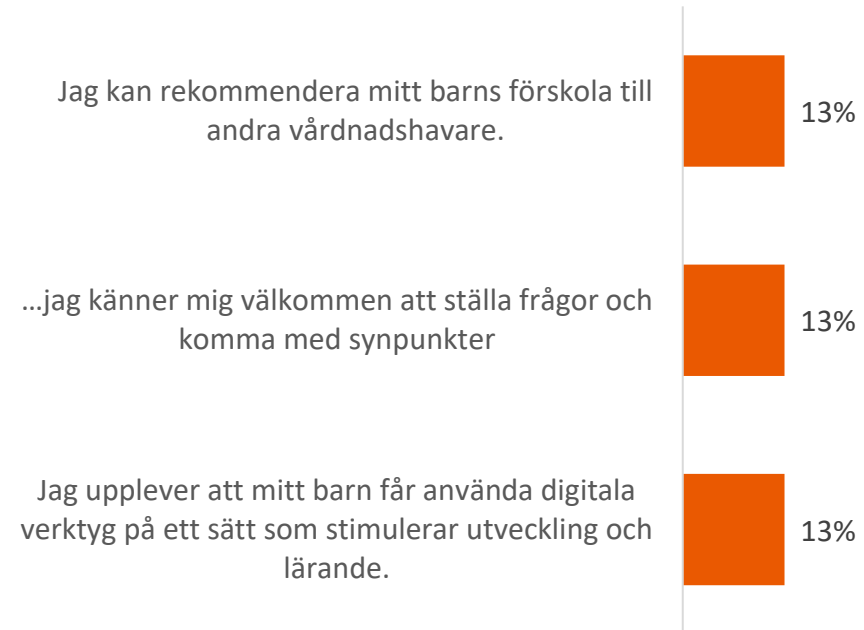 Jag kan rekommendera mitt barns förskola till
andra vårdnadshavare.
13%
…jag känner mig välkommen att ställa frågor och
komma med synpunkter
13%
Jag upplever att mitt barn får använda digitala
verktyg på ett sätt som stimulerar utveckling och
lärande.
13%